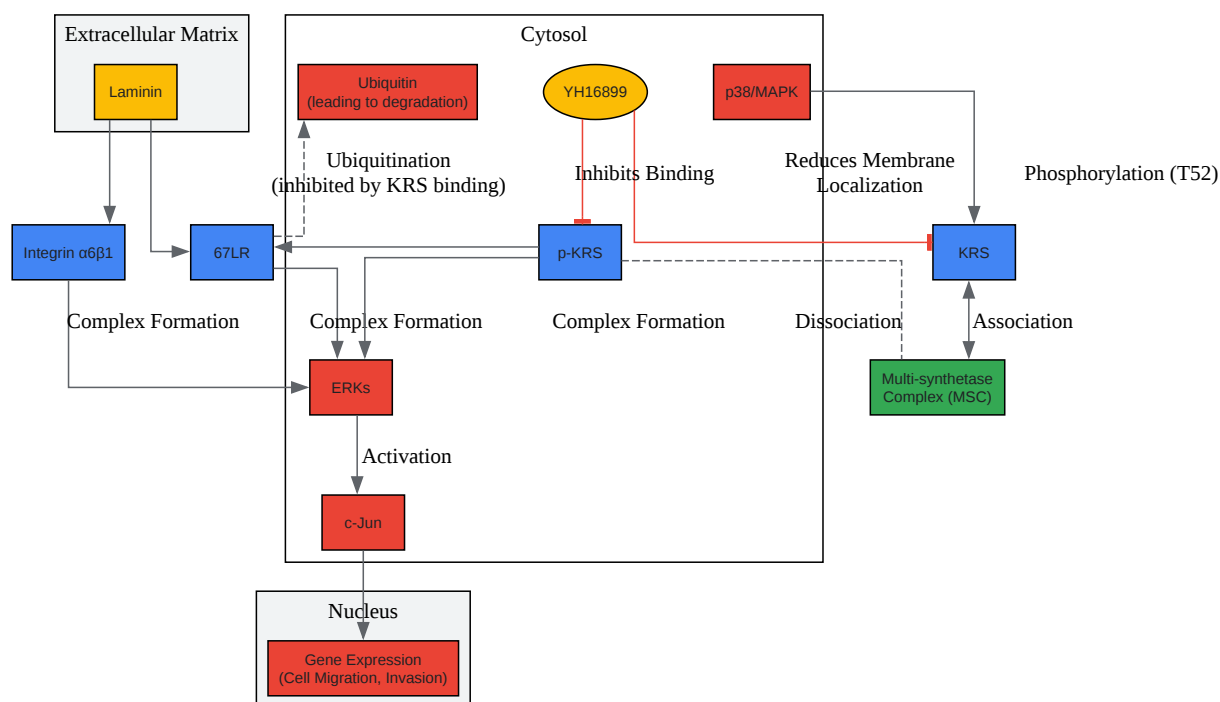 Extracellular Matrix
Cytosol
Laminin
Ubiquitin
(leading to degradation)
YH16899
p38/MAPK
Ubiquitination
(inhibited by KRS binding)
Inhibits Binding
Reduces Membrane
Localization
Phosphorylation (T52)
Integrin α6β1
67LR
p-KRS
KRS
Complex Formation
Complex Formation
Complex Formation
Dissociation
Association
ERKs
Multi-synthetase
Complex (MSC)
Activation
c-Jun
Nucleus
Gene Expression
(Cell Migration, Invasion)